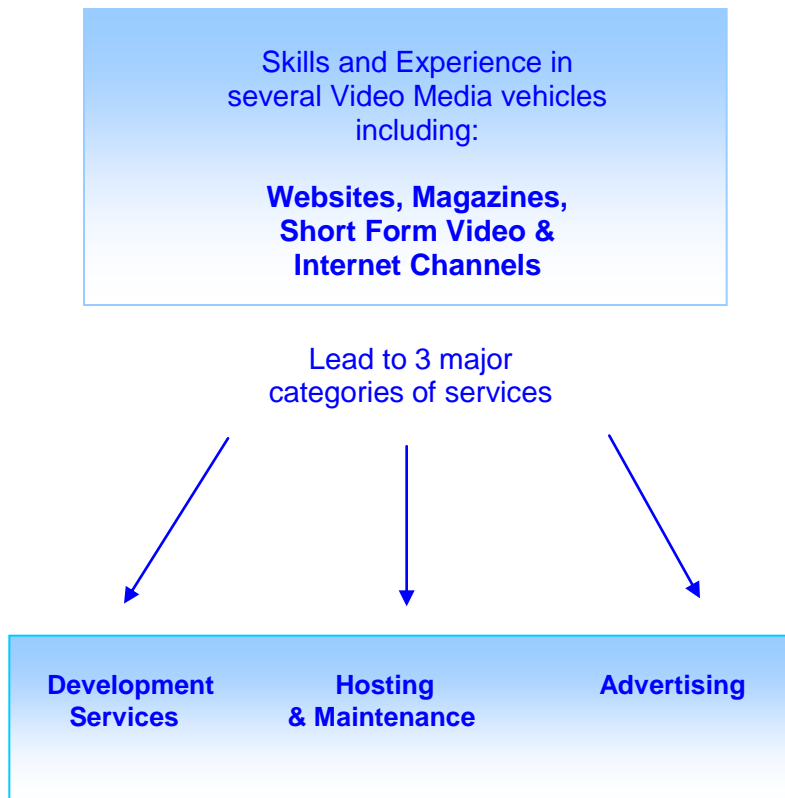 Skills and Experience in
several Video Media vehicles
including:
Websites, Magazines,
Short Form Video &
Internet Channels
Lead to 3 major
categories of services
Development
Services
Hosting
& Maintenance
Advertising